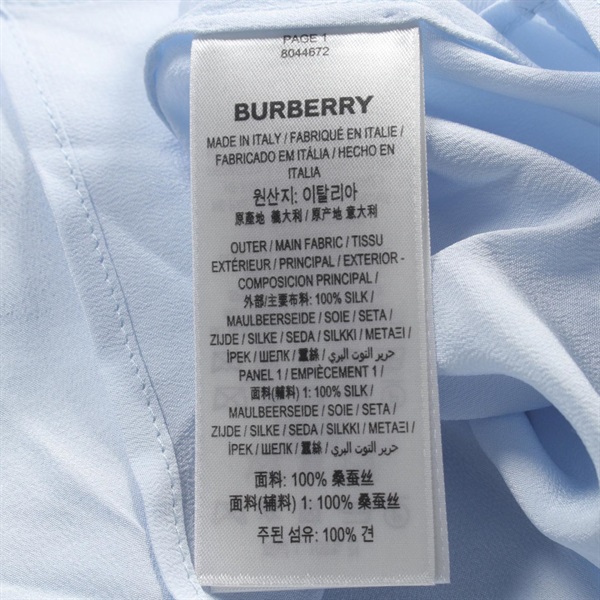 PAGE 1
8044672
BURBERRY
MADE IN ITALY / FABRIQUÉ EN ITALIE /
FABRICADO EM ITÁLIA / HECHO EN
ITALIA
원산지: 이탈리아
原產地 義大利 / 原产地 意大利
OUTER / MAIN FABRIC / TISSU
EXTÉRIEUR / PRINCIPAL / EXTERIOR -
COMPOSICION PRINCIPAL /
外部/主要布料: 100% SILK /
MAULBEERSEIDE / SOIE / SETA /
ZIJDE / SILKE / SEDA / SILKKI / ΜΕΤΑΞΙ /
İPEK / ШЕЛК / 蠶絲 / حرير التوت البري /
PANEL 1 / EMPIÈCEMENT 1 /
面料(輔料) 1: 100% SILK /
MAULBEERSEIDE / SOIE / SETA /
ZIJDE / SILKE / SEDA / SILKKI / ΜΕΤΑΞΙ /
İPEK / ШЕЛК / 蠶絲 / حرير التوت البري /
面料: 100% 桑蚕丝
面料(辅料) 1: 100% 桑蚕丝
주된 섬유: 100% 견